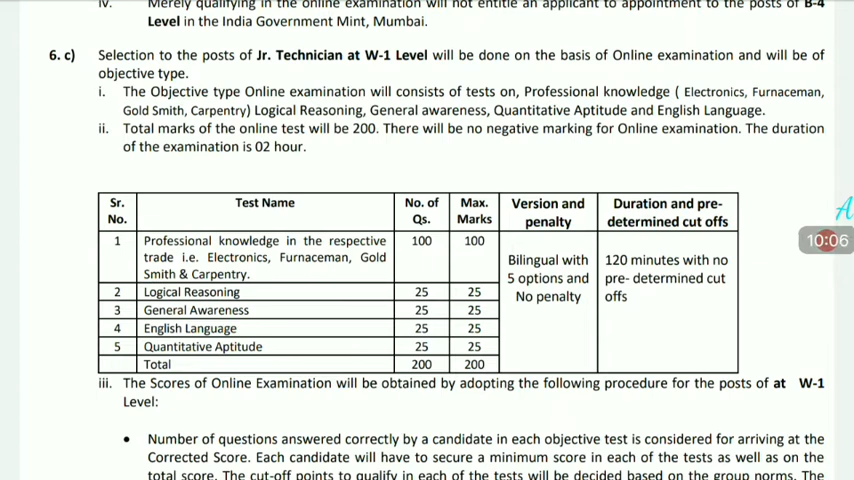 iv. Merely qualifying in the online examination will not entitle an applicant to appointment to the posts of B-4
Level in the India Government Mint, Mumbai.
6. c) Selection to the posts of Jr. Technician at W-1 Level will be done on the basis of Online examination and will be of
objective type.
i. The Objective type Online examination will consists of tests on, Professional knowledge ( Electronics, Furnaceman,
Gold Smith, Carpentry) Logical Reasoning, General awareness, Quantitative Aptitude and English Language.
ii. Total marks of the online test will be 200. There will be no negative marking for Online examination. The duration
of the examination is 02 hour.
Sr. No. Test Name No. of Qs. Max. Marks Version and penalty Duration and pre-determined cut offs
1 Professional knowledge in the respective trade i.e. Electronics, Furnaceman, Gold Smith & Carpentry. 100 100 Bilingual with 5 options and No penalty 120 minutes with no pre- determined cut offs
2 Logical Reasoning 25 25
3 General Awareness 25 25
4 English Language 25 25
5 Quantitative Aptitude 25 25
Total 200 200
A
10:06
iii. The Scores of Online Examination will be obtained by adopting the following procedure for the posts of at W-1
Level:
• Number of questions answered correctly by a candidate in each objective test is considered for arriving at the
Corrected Score. Each candidate will have to secure a minimum score in each of the tests as well as on the
total score. The cut-off points to qualify in each of the tests will be decided based on the group norms. The